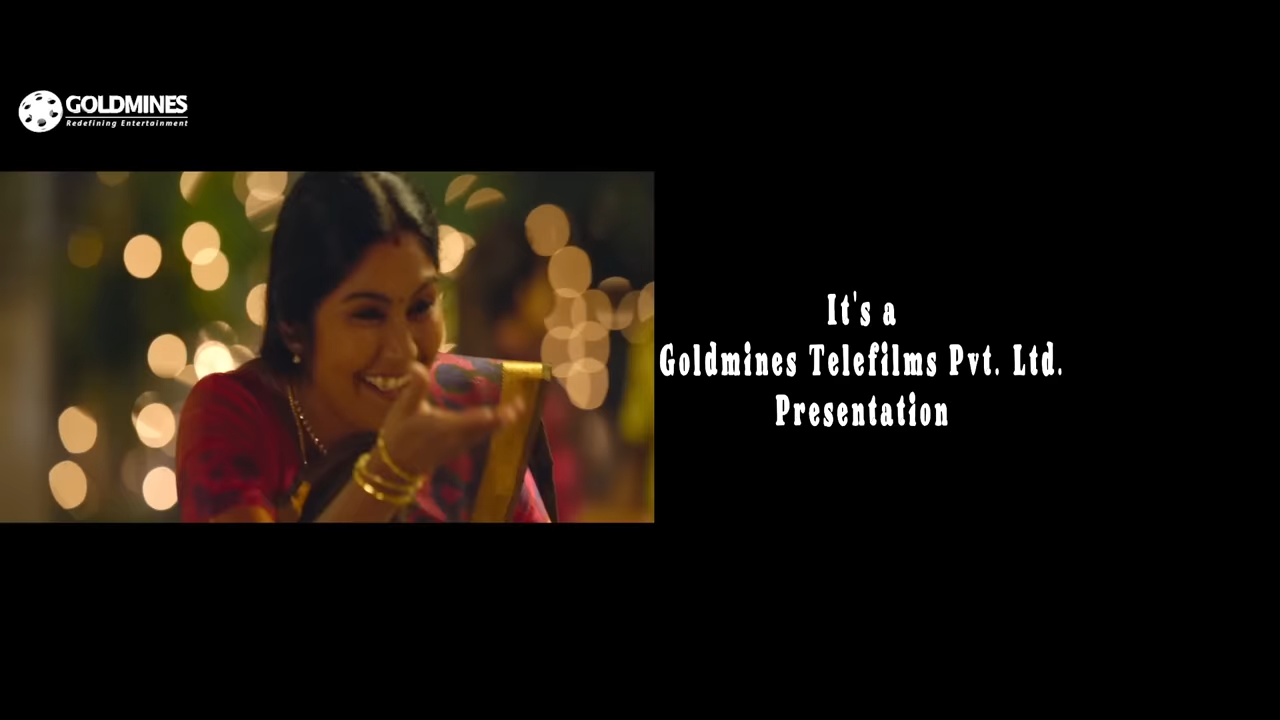 GOLDMINES
Redefining Entertainment
It's a
Goldmines Telefilms Pvt. Ltd.
Presentation